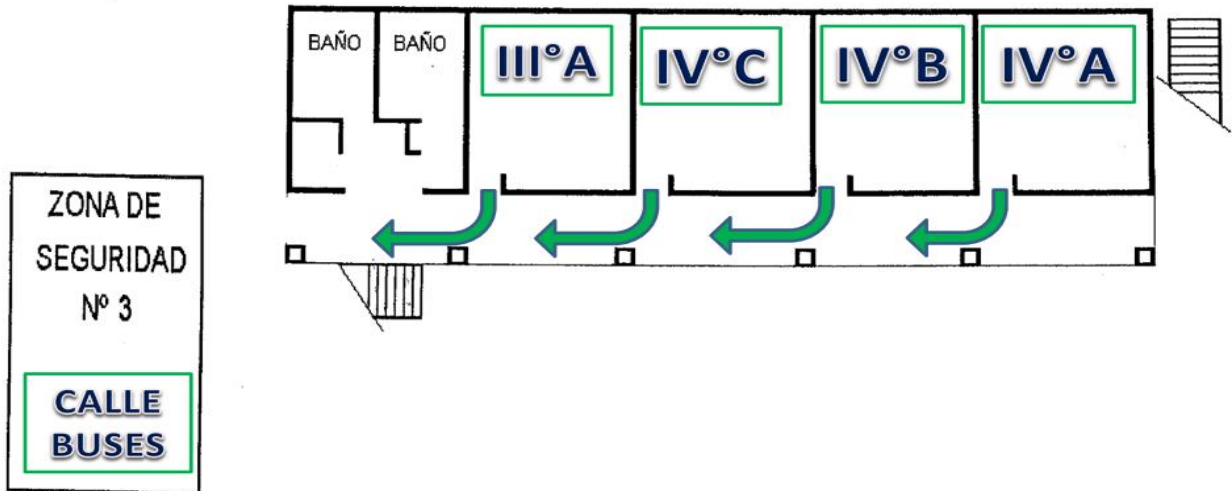 BAÑO
BAÑO
III°A
IV°C
IV°B
IV°A
ZONA DE
SEGURIDAD
Nº 3
CALLE
BUSES